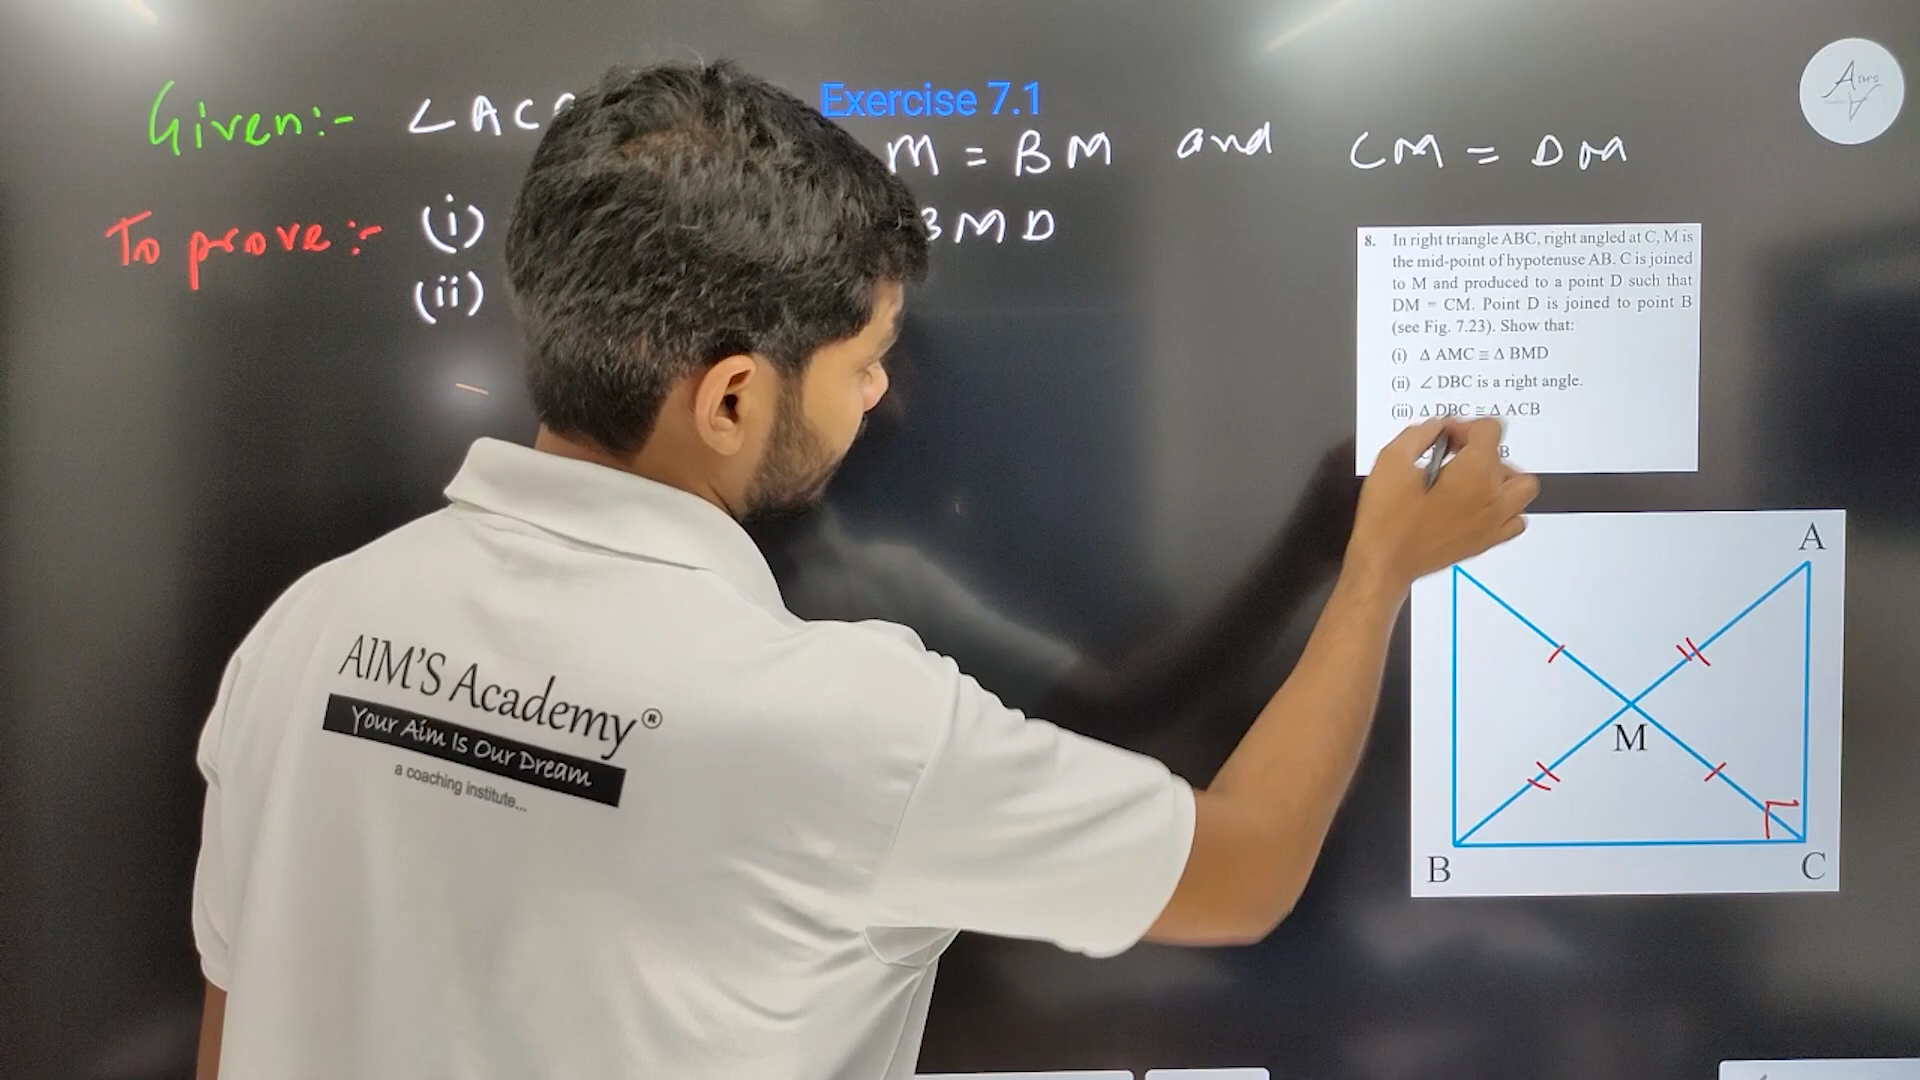 Exercise 7.1
Given:- ∠AC
M = BM and CM = DM
To prove:- (i) BMD
(ii)
8. In right triangle ABC, right angled at C, M is
the mid-point of hypotenuse AB. C is joined
to M and produced to a point D such that
DM = CM. Point D is joined to point B
(see Fig. 7.23). Show that:
(i) Δ AMC ≅ Δ BMD
(ii) ∠ DBC is a right angle.
(iii) Δ DBC ≅ Δ ACB
B
A
M
B
C
AIM'S Academy®
Your Aim Is Our Dream
a coaching institute...
AIM'S